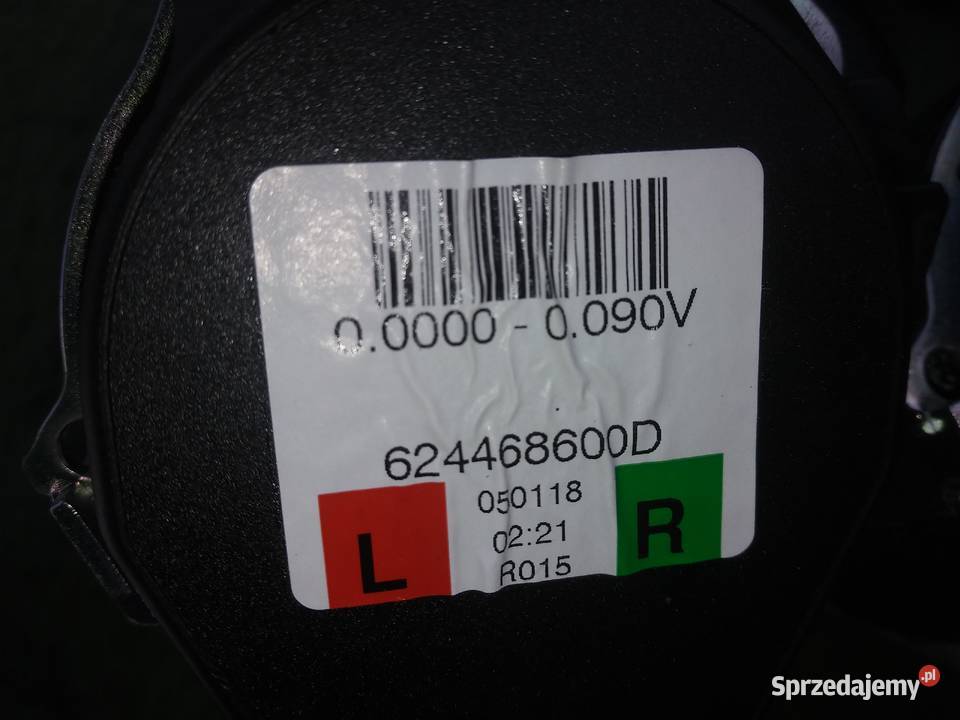 0.0000 - 0.090V
624468600D
050118
02:21
R015
L
R
Sprzedajemy.pl